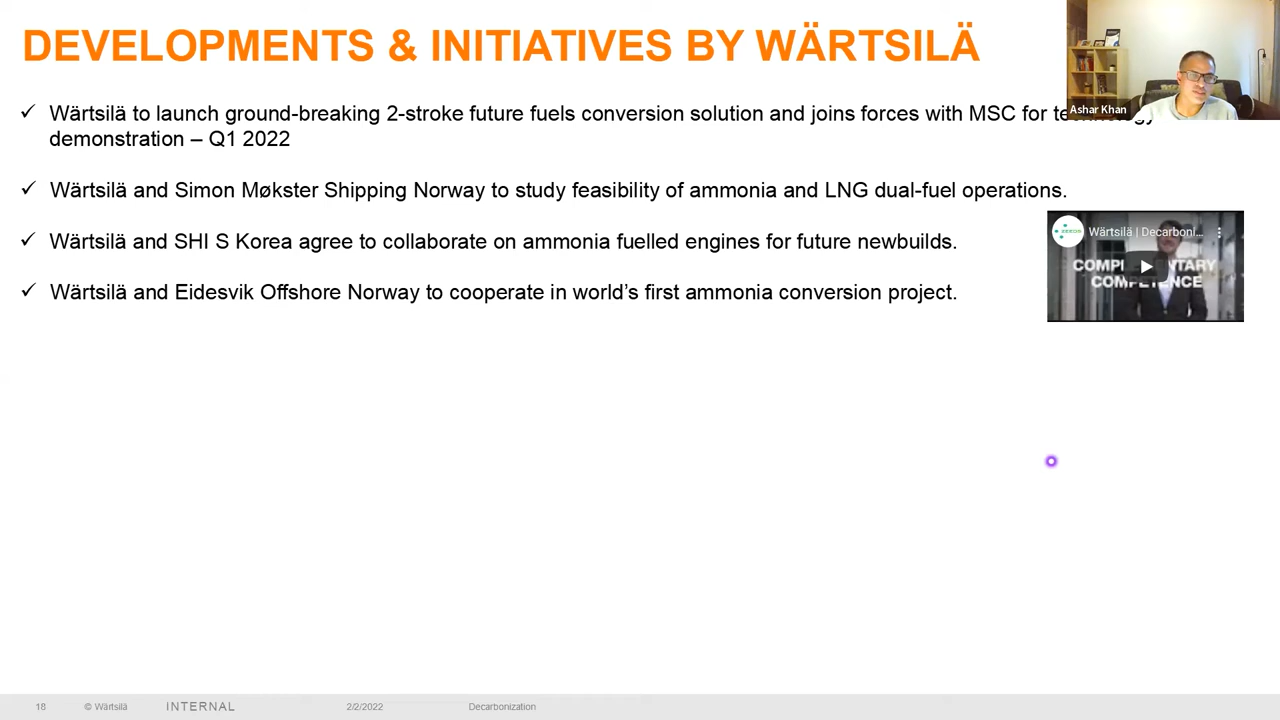 DEVELOPMENTS & INITIATIVES BY WÄRTSILÄ
Ashar Khan
✓ Wärtsilä to launch ground-breaking 2-stroke future fuels conversion solution and joins forces with MSC for technology
demonstration – Q1 2022
✓ Wärtsilä and Simon Møkster Shipping Norway to study feasibility of ammonia and LNG dual-fuel operations.
✓ Wärtsilä and SHI S Korea agree to collaborate on ammonia fuelled engines for future newbuilds.
✓ Wärtsilä and Eidesvik Offshore Norway to cooperate in world's first ammonia conversion project.
ZEEDS
Wärtsilä | Decarboni...
COMPLEMENTARY
COMPETENCE
18 © Wärtsilä INTERNAL 2/2/2022 Decarbonization